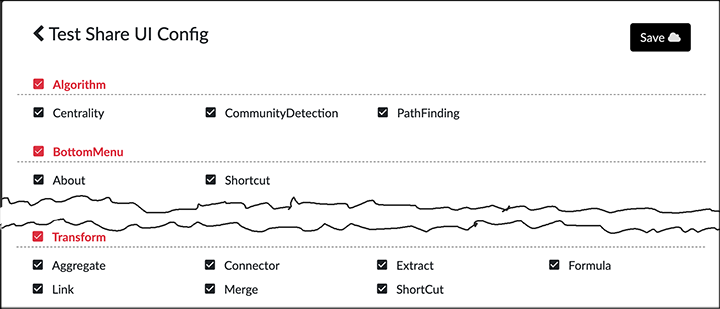 Test Share UI Config
Save
Algorithm
Centrality CommunityDetection PathFinding
BottomMenu
About Shortcut
Transform
Aggregate Connector Extract Formula
Link Merge ShortCut